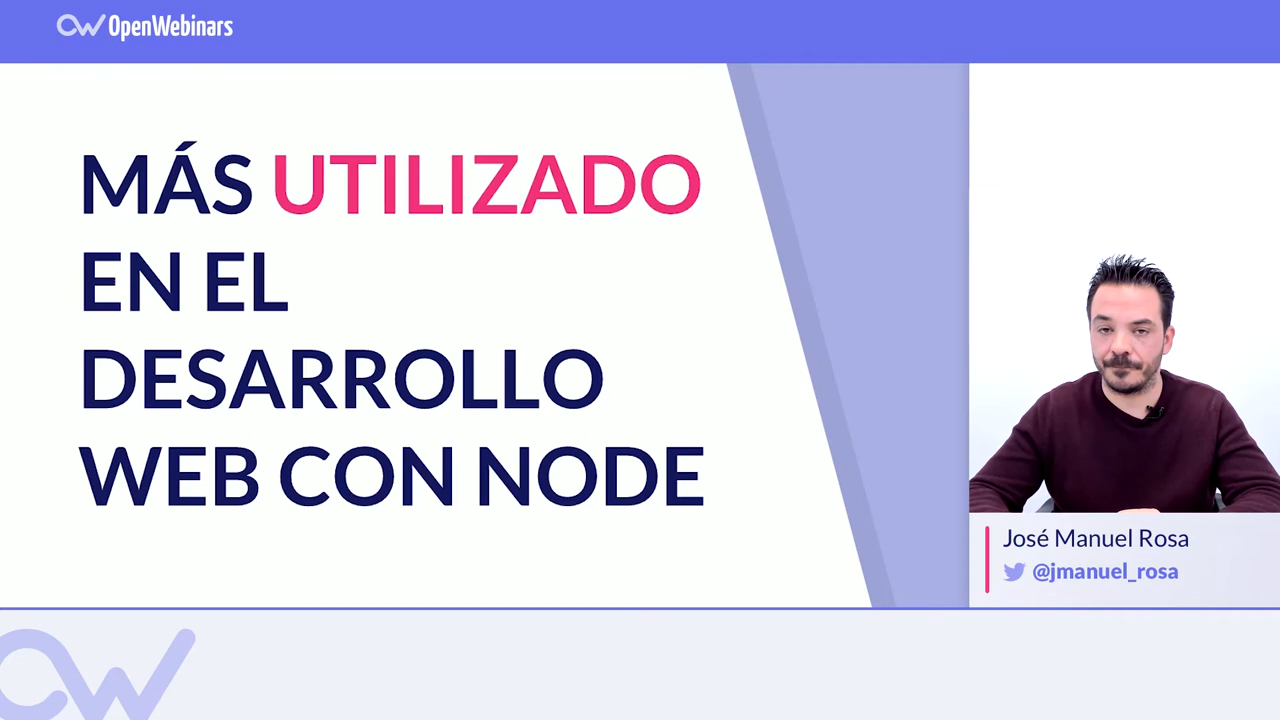 OpenWebinars
MÁS UTILIZADO
EN EL
DESARROLLO
WEB CON NODE
José Manuel Rosa
@jmanuel_rosa